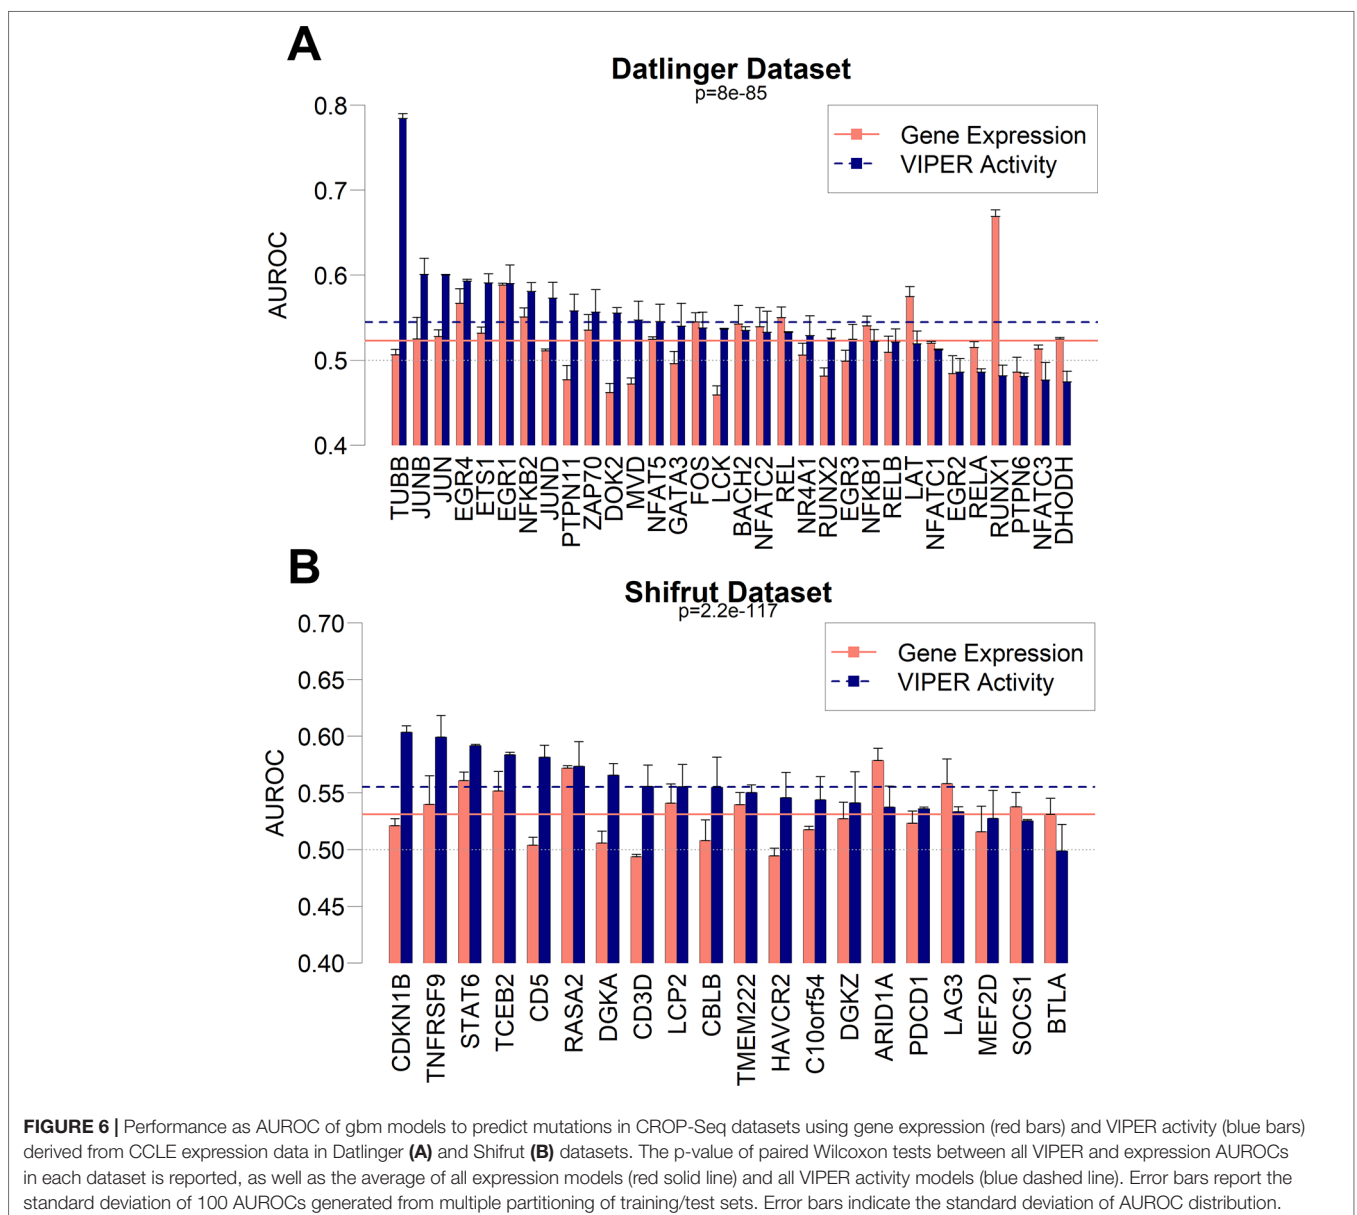 A
Datlinger Dataset
p=8e-85
Gene Expression
VIPER Activity
AUROC
0.8
0.7
0.6
0.5
0.4
TUBB
JUNB
JUN
EGR4
ETS1
EGR1
NFKB2
JUND
PTPN11
ZAP70
DOK2
MVD
NFAT5
GATA3
FOS
LCK
BACH2
NFATC2
REL
NR4A1
RUNX2
EGR3
NFKB1
RELB
LAT
NFATC1
EGR2
RELA
RUNX1
PTPN6
NFATC3
DHODH
B
Shifrut Dataset
p=2.2e-117
Gene Expression
VIPER Activity
AUROC
0.70
0.65
0.60
0.55
0.50
0.45
0.40
CDKN1B
TNFRSF9
STAT6
TCEB2
CD5
RASA2
DGKA
CD3D
LCP2
CBLB
TMEM222
HAVCR2
C10orf54
DGKZ
ARID1A
PDCD1
LAG3
MEF2D
SOCS1
BTLA
FIGURE 6 | Performance as AUROC of gbm models to predict mutations in CROP-Seq datasets using gene expression (red bars) and VIPER activity (blue bars)
derived from CCLE expression data in Datlinger (A) and Shifrut (B) datasets. The p-value of paired Wilcoxon tests between all VIPER and expression AUROCs
in each dataset is reported, as well as the average of all expression models (red solid line) and all VIPER activity models (blue dashed line). Error bars report the
standard deviation of 100 AUROCs generated from multiple partitioning of training/test sets. Error bars indicate the standard deviation of AUROC distribution.